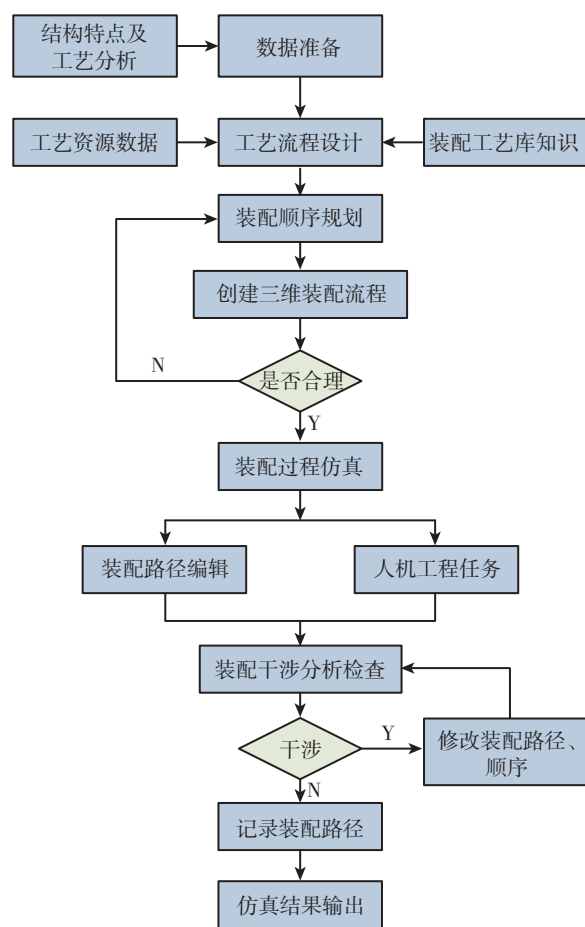 结构特点及
工艺分析
数据准备
工艺资源数据
工艺流程设计
装配工艺库知识
装配顺序规划
创建三维装配流程
N
是否合理
Y
装配过程仿真
装配路径编辑
人机工程任务
装配干涉分析检查
干涉
Y
修改装配路径、
顺序
N
记录装配路径
仿真结果输出